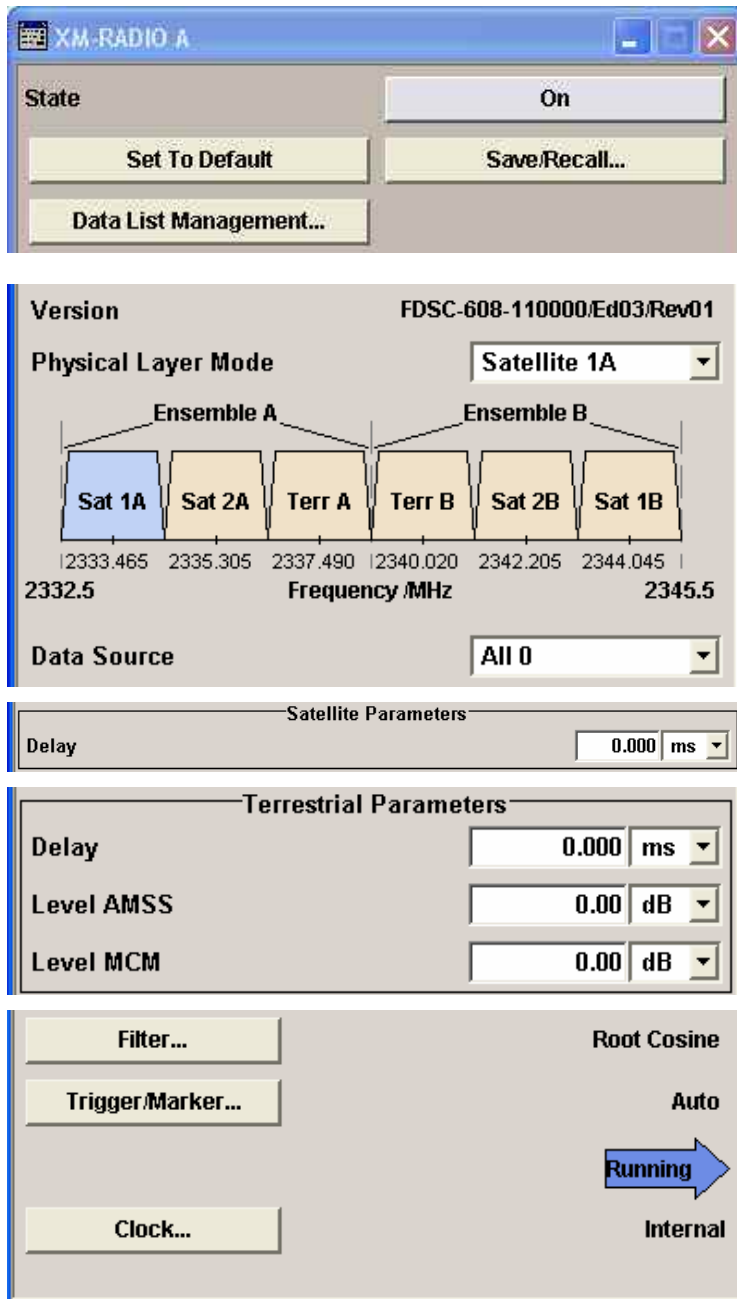 XM-RADIO A
State On
Set To Default Save/Recall...
Data List Management...
Version FDSC-608-110000/Ed03/Rev01
Physical Layer Mode Satellite 1A
Ensemble A Ensemble B
Sat 1A Sat 2A Terr A Terr B Sat 2B Sat 1B
2333.465 2335.305 2337.490 2340.020 2342.205 2344.045
2332.5 Frequency /MHz 2345.5
Data Source All 0
Satellite Parameters
Delay 0.000 ms
Terrestrial Parameters
Delay 0.000 ms
Level AMSS 0.00 dB
Level MCM 0.00 dB
Filter... Root Cosine
Trigger/Marker... Auto
Running
Clock... Internal